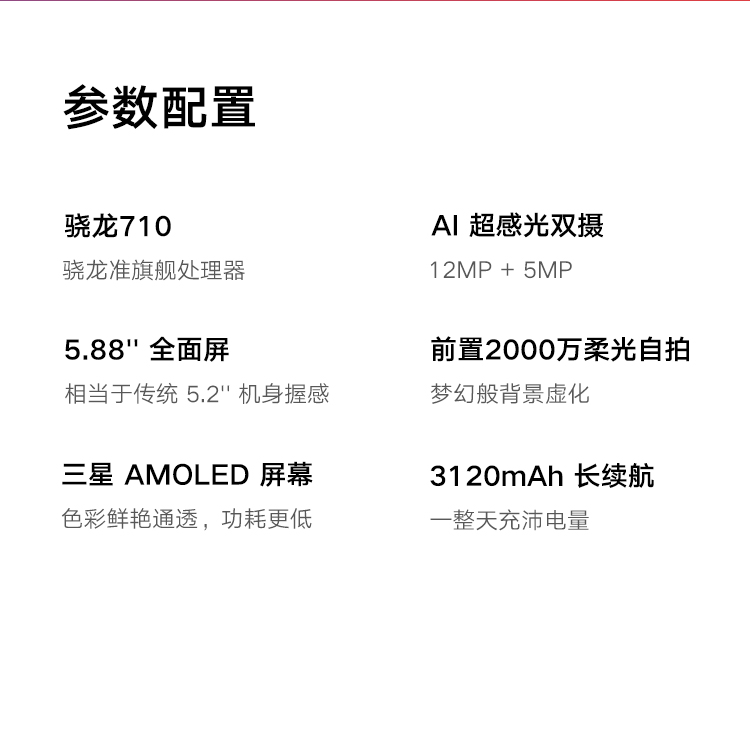 参数配置
骁龙710
骁龙准旗舰处理器
AI 超感光双摄
12MP + 5MP
5.88'' 全面屏
相当于传统 5.2'' 机身握感
前置2000万柔光自拍
梦幻般背景虚化
三星 AMOLED 屏幕
色彩鲜艳通透，功耗更低
3120mAh 长续航
一整天充沛电量